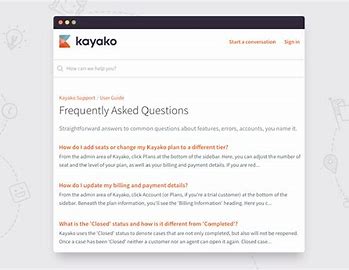 kayako
Start a conversation
Sign in
How can we help you?
Kayako Support / User Guide
Frequently Asked Questions
Straightforward answers to common questions about features, errors, accounts, you name it.
How do I add seats or change my Kayako plan to a different tier?
From the admin area of Kayako, click Plans at the bottom of the sidebar. Here, you can adjust the number of
seat and the level of your plan, as well as your billing and payment details. If you are red...
How do I update my billing and payment details?
From the admin area of Kayako, click Account (or Plans, if you're a trial customer) at the bottom of the
sidebar. Beneath the plan information, you'll see the 'Billing Information' heading. Here you c...
What is the 'Closed' status and how is it different from 'Completed'?
Kayako uses the 'Closed' status to denote cases that are not only completed, but also will not be reopened.
Once a case has been 'Closed' neither a customer nor an agent can open it again. Closed case...